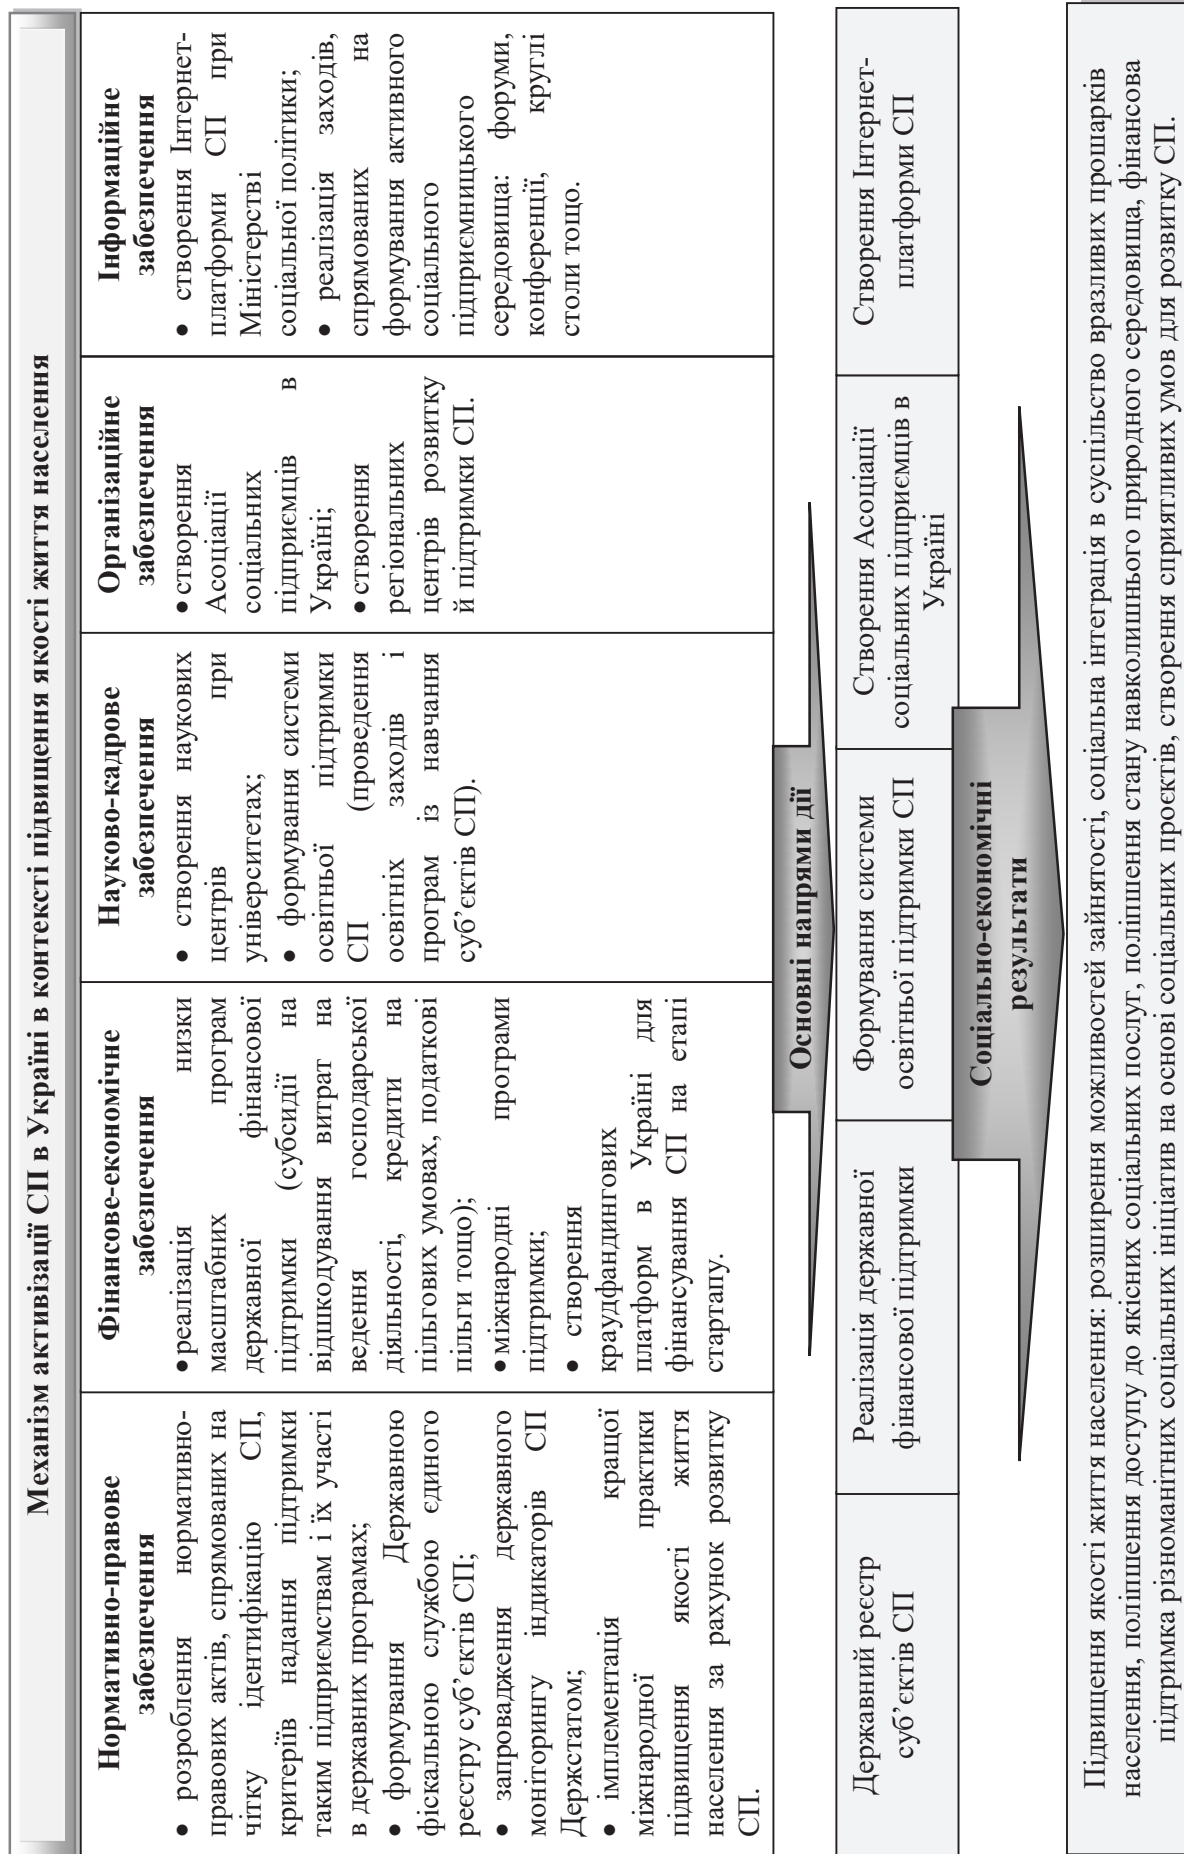 Механізм активізації СП в Україні в контексті підвищення якості життя населення
Нормативно-правове
забезпечення
● розроблення нормативно-
правових актів, спрямованих на
чітку ідентифікацію СП,
критеріїв надання підтримки
таким підприємствам і їх участі
в державних програмах;
● формування Державною
фіскальною службою єдиного
реєстру суб’єктів СП;
● запровадження державного
моніторингу індикаторів СП
Держстатом;
● імплементація кращої
міжнародної практики
підвищення якості життя
населення за рахунок розвитку
СП.
Фінансове-економічне
забезпечення
●реалізація низки
масштабних програм
державної фінансової
підтримки (субсидії на
відшкодування витрат на
ведення господарської
діяльності, кредити на
пільгових умовах, податкові
пільги тощо);
●міжнародні програми
підтримки;
● створення
краудфандингових
платформ в Україні для
фінансування СП на етапі
стартапу.
Науково-кадрове
забезпечення
● створення наукових
центрів при
університетах;
● формування системи
освітньої підтримки
СП (проведення
освітніх заходів і
програм із навчання
суб’єктів СП).
Організаційне
забезпечення
●створення
Асоціації
соціальних
підприємців в
Україні;
●створення
регіональних
центрів розвитку
й підтримки СП.
Інформаційне
забезпечення
● створення Інтернет-
платформи СП при
Міністерстві
соціальної політики;
● реалізація заходів,
спрямованих на
формування активного
соціального
підприємницького
середовища: форуми,
конференції, круглі
столи тощо.
Основні напрями дії
Державний реєстр
суб’єктів СП
Реалізація державної
фінансової підтримки
Формування системи
освітньої підтримки СП
Створення Асоціації
соціальних підприємців в
Україні
Створення Інтернет-
платформи СП
Соціально-економічні
результати
Підвищення якості життя населення: розширення можливостей зайнятості, соціальна інтеграція в суспільство вразливих прошарків
населення, поліпшення доступу до якісних соціальних послуг, поліпшення стану навколишнього природного середовища, фінансова
підтримка різноманітних соціальних ініціатив на основі соціальних проєктів, створення сприятливих умов для розвитку СП.